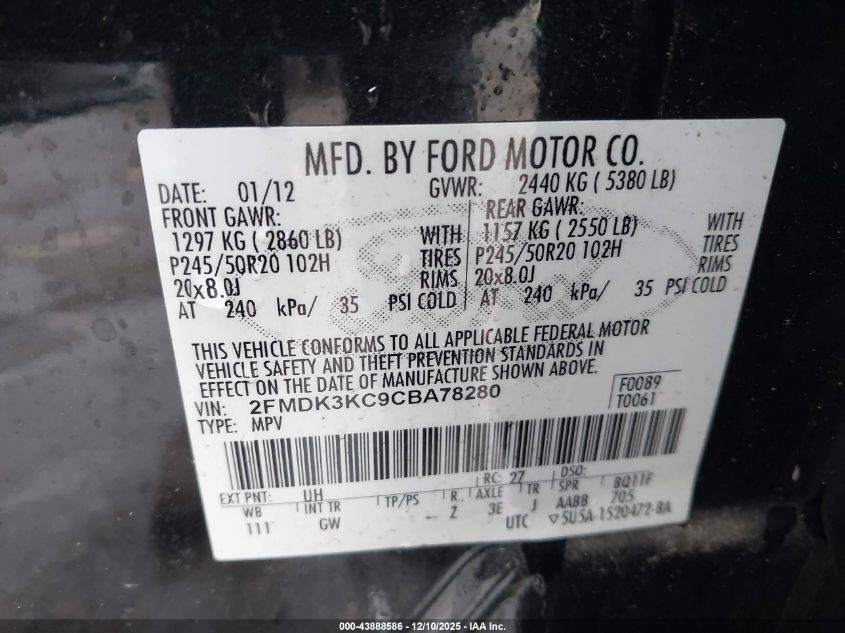 MFD. BY FORD MOTOR CO.
DATE: 01/12 GVWR: 2440 KG ( 5380 LB)
FRONT GAWR: REAR GAWR:
1297 KG ( 2860 LB) WITH 1157 KG ( 2550 LB) WITH
P245/50R20 102H TIRES P245/50R20 102H TIRES
20x8.0J RIMS 20x8.0J RIMS
AT 240 kPa/ 35 PSI COLD AT 240 kPa/ 35 PSI COLD
THIS VEHICLE CONFORMS TO ALL APPLICABLE FEDERAL MOTOR
VEHICLE SAFETY AND THEFT PREVENTION STANDARDS IN
EFFECT ON THE DATE OF MANUFACTURE SHOWN ABOVE.
VIN: 2FMDK3KC9CBA78280 F0089
TYPE: MPV T0061
RC: 27 DSO:
EXT PNT: UH
WB INT TR TP/PS R. AXLE TR SPR BQ11F
111 GW 2 3E J AABB 705
UTC ▽5U5A-1520472-BA
000-43888586 - 12/10/2025 - IAA Inc.